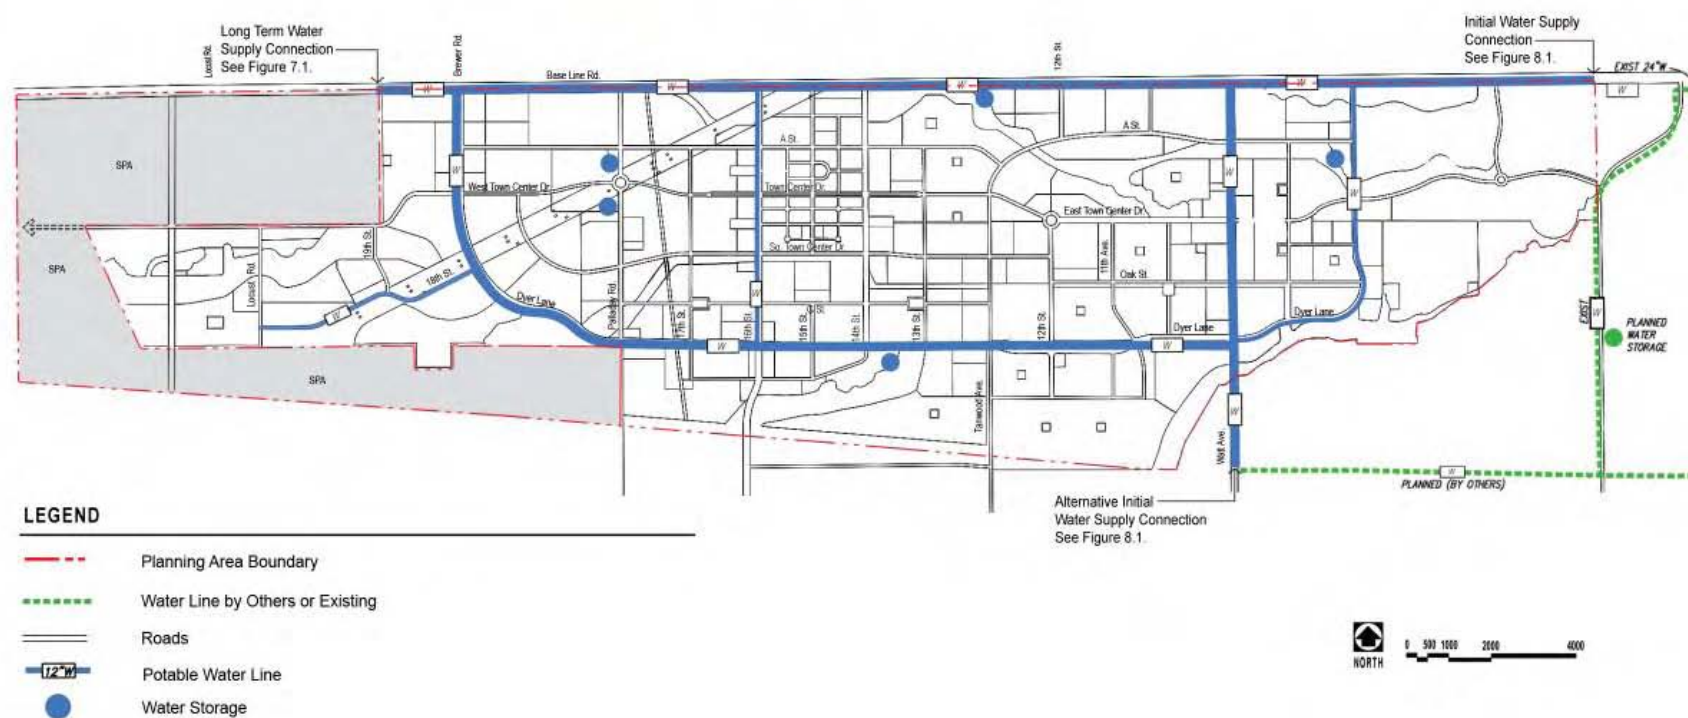 Long Term Water
Supply Connection
See Figure 7.1.
Initial Water Supply
Connection
See Figure 8.1.
Locust Rd.
Brewer Rd.
Base Line Rd.
12th St.
EXIST 24"W
W
W
W
W
W
A St.
A St.
SPA
W
W
W
West Town Center Dr.
Town Center Dr.
East Town Center Dr.
SPA
19th St.
So. Town Center Dr
11th Ave.
Locust Rd.
18th St.
Oak St.
Dyer Lane
Palladay Rd.
W
W
17th St.
16th St.
15th St.
14th St.
13th St.
12th St.
Dyer Lane
Dyer Lane
EXIST
W
PLANNED
WATER
STORAGE
W
W
SPA
Tanwood Ave.
W
Watt Ave.
W
PLANNED (BY OTHERS)
Alternative Initial
Water Supply Connection
See Figure 8.1.
LEGEND
Planning Area Boundary
Water Line by Others or Existing
Roads
12"W
Potable Water Line
Water Storage
NORTH
0 500 1000 2000 4000